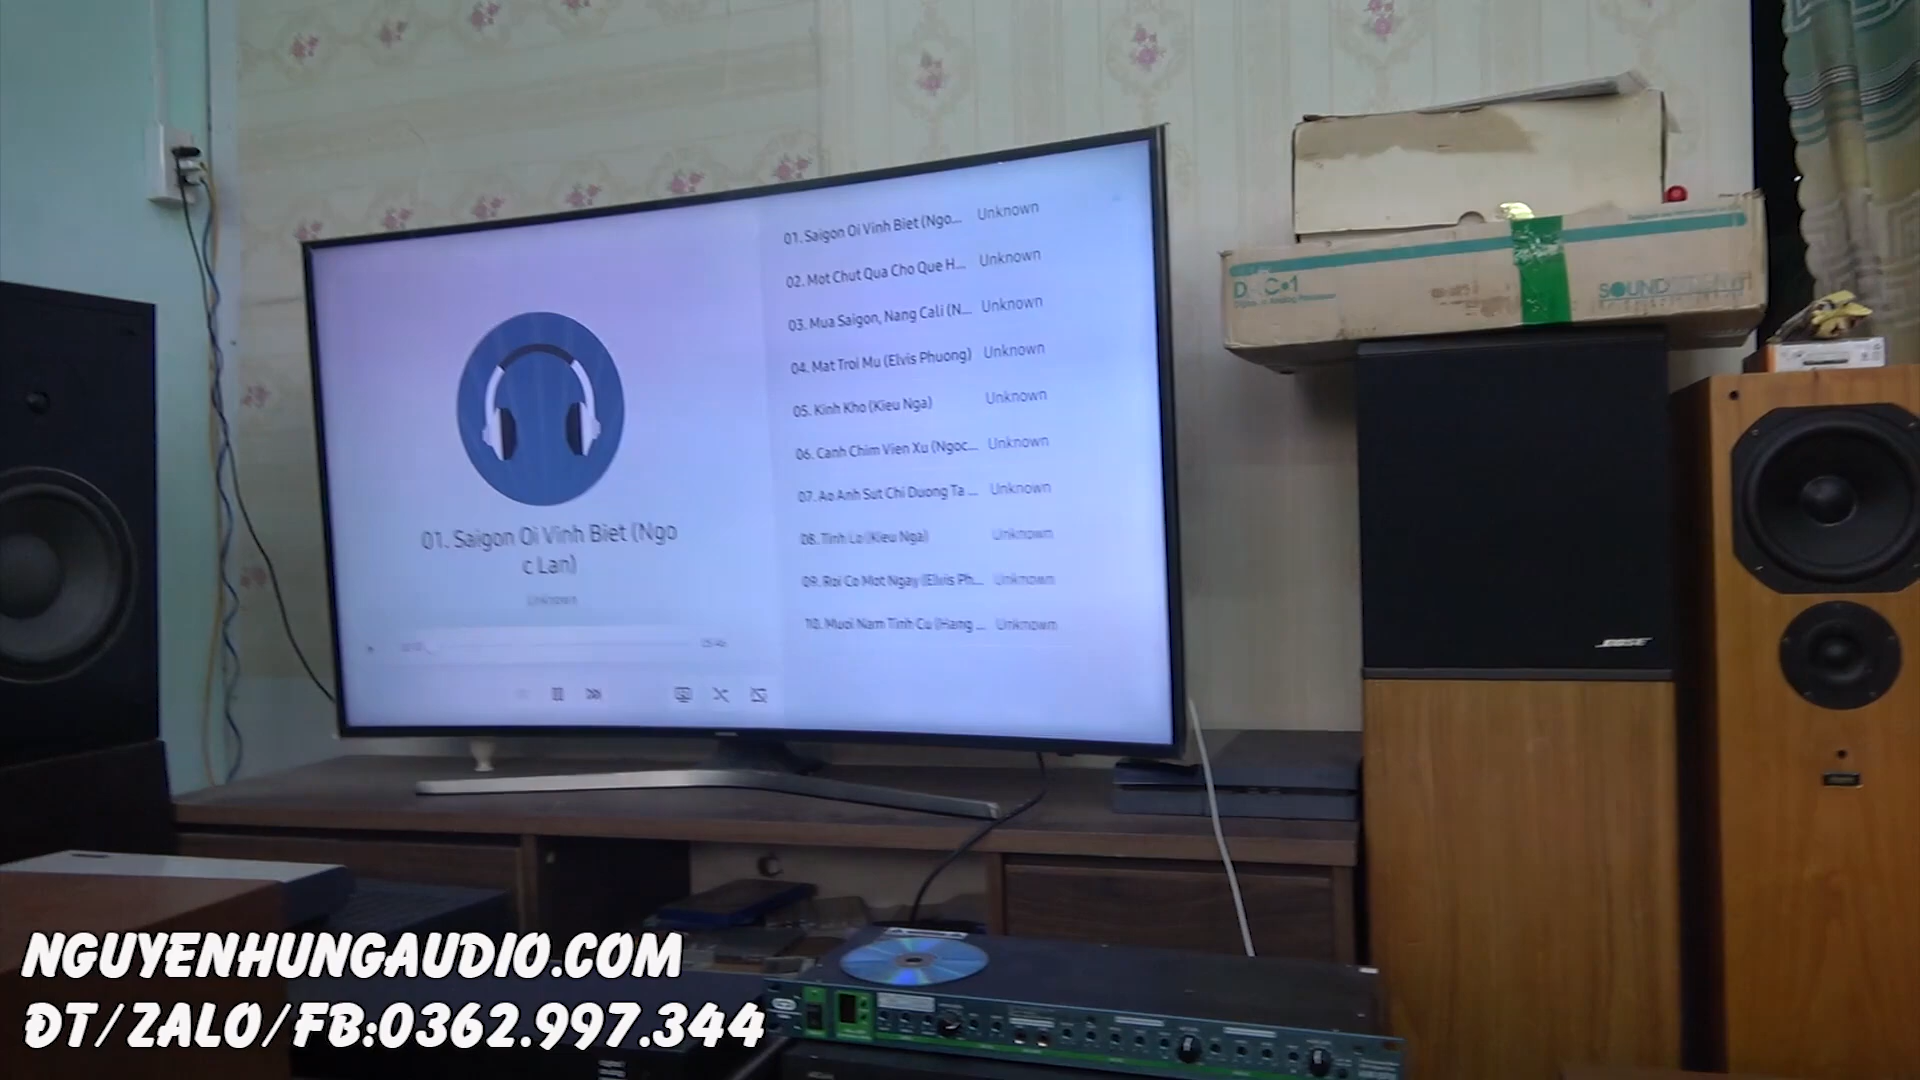 01. Saigon Oi Vinh Biet (Ngo... Unknown
02. Mot Chut Qua Cho Que H... Unknown
03. Mua Saigon, Nang Cali (N... Unknown
04. Mat Troi Mu (Elvis Phuong) Unknown
05. Kinh Kho (Kieu Nga) Unknown
06. Canh Chim Vien Xu (Ngoc... Unknown
07. Ao Anh Sut Chi Duong Ta ... Unknown
08. Tinh Lo (Kieu Nga) Unknown
09. Roi Co Mot Ngay (Elvis Ph... Unknown
10. Muoi Nam Tinh Cu (Hang ... Unknown
01. Saigon Oi Vinh Biet (Ngo
c Lan)
Unknown
SOUND
BOSE
NGUYENHUNGAUDIO.COM
ĐT/ZALO/FB:0362.997.344